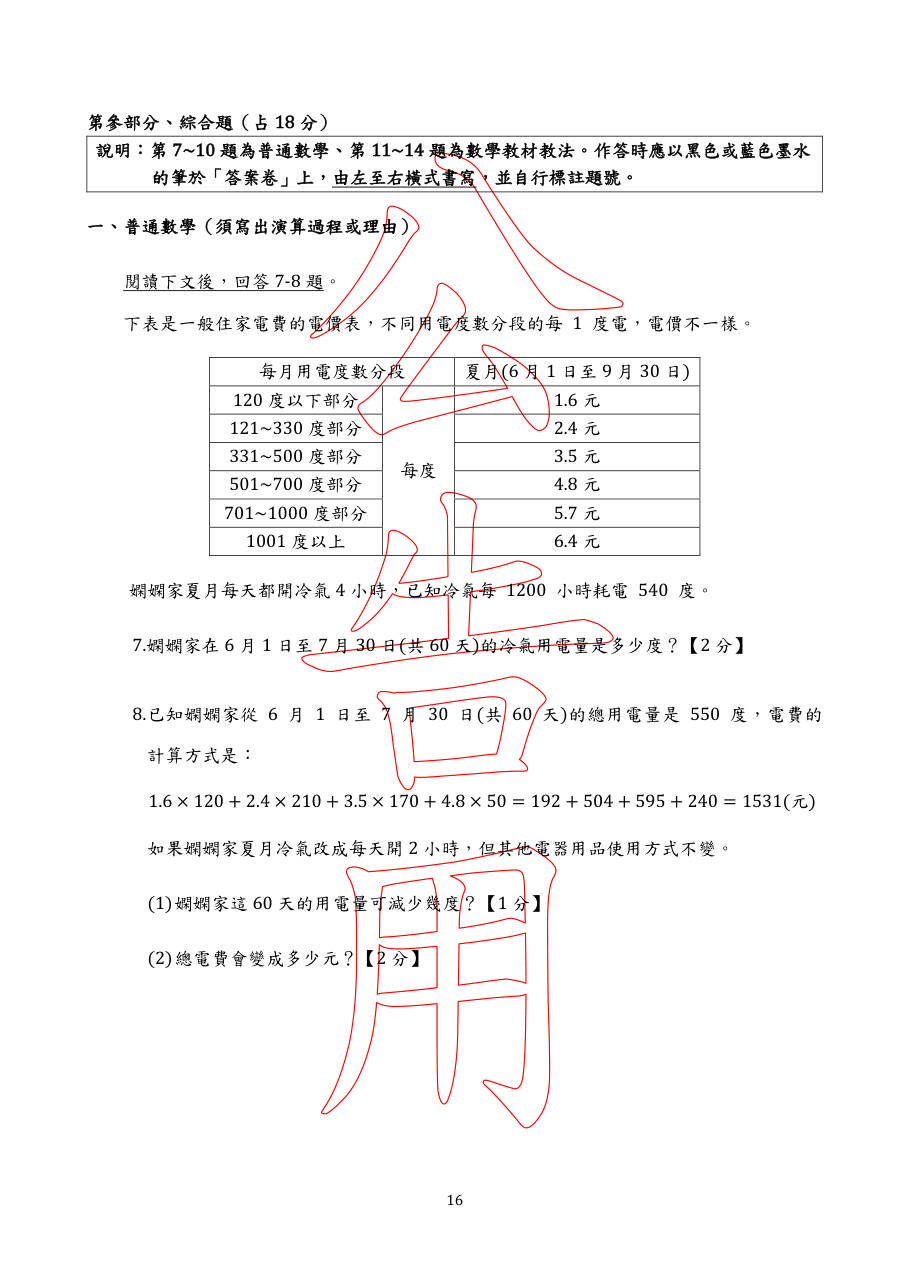 第參部分、綜合題（占 18 分）
說明：第 7~10 題為普通數學、第 11~14 題為數學教材教法。作答時應以黑色或藍色墨水
的筆於「答案卷」上，由左至右橫式書寫，並自行標註題號。
一、普通數學（須寫出演算過程或理由）
閱讀下文後，回答 7-8 題。
下表是一般住家電費的電價表，不同用電度數分段的每 1 度電，電價不一樣。
每月用電度數分段 夏月(6 月 1 日至 9 月 30 日)
120 度以下部分 1.6 元
121~330 度部分 2.4 元
331~500 度部分 3.5 元
每度
501~700 度部分 4.8 元
701~1000 度部分 5.7 元
1001 度以上 6.4 元
嫻嫻家夏月每天都開冷氣 4 小時，已知冷氣每 1200 小時耗電 540 度。
7.嫻嫻家在 6 月 1 日至 7 月 30 日(共 60 天)的冷氣用電量是多少度？【2 分】
8.已知嫻嫻家從 6 月 1 日至 7 月 30 日(共 60 天)的總用電量是 550 度，電費的
計算方式是：
1.6 × 120 + 2.4 × 210 + 3.5 × 170 + 4.8 × 50 = 192 + 504 + 595 + 240 = 1531(元)
如果嫻嫻家夏月冷氣改成每天開 2 小時，但其他電器用品使用方式不變。
(1)嫻嫻家這 60 天的用電量可減少幾度？【1 分】
(2)總電費會變成多少元？【2 分】
公告用
16